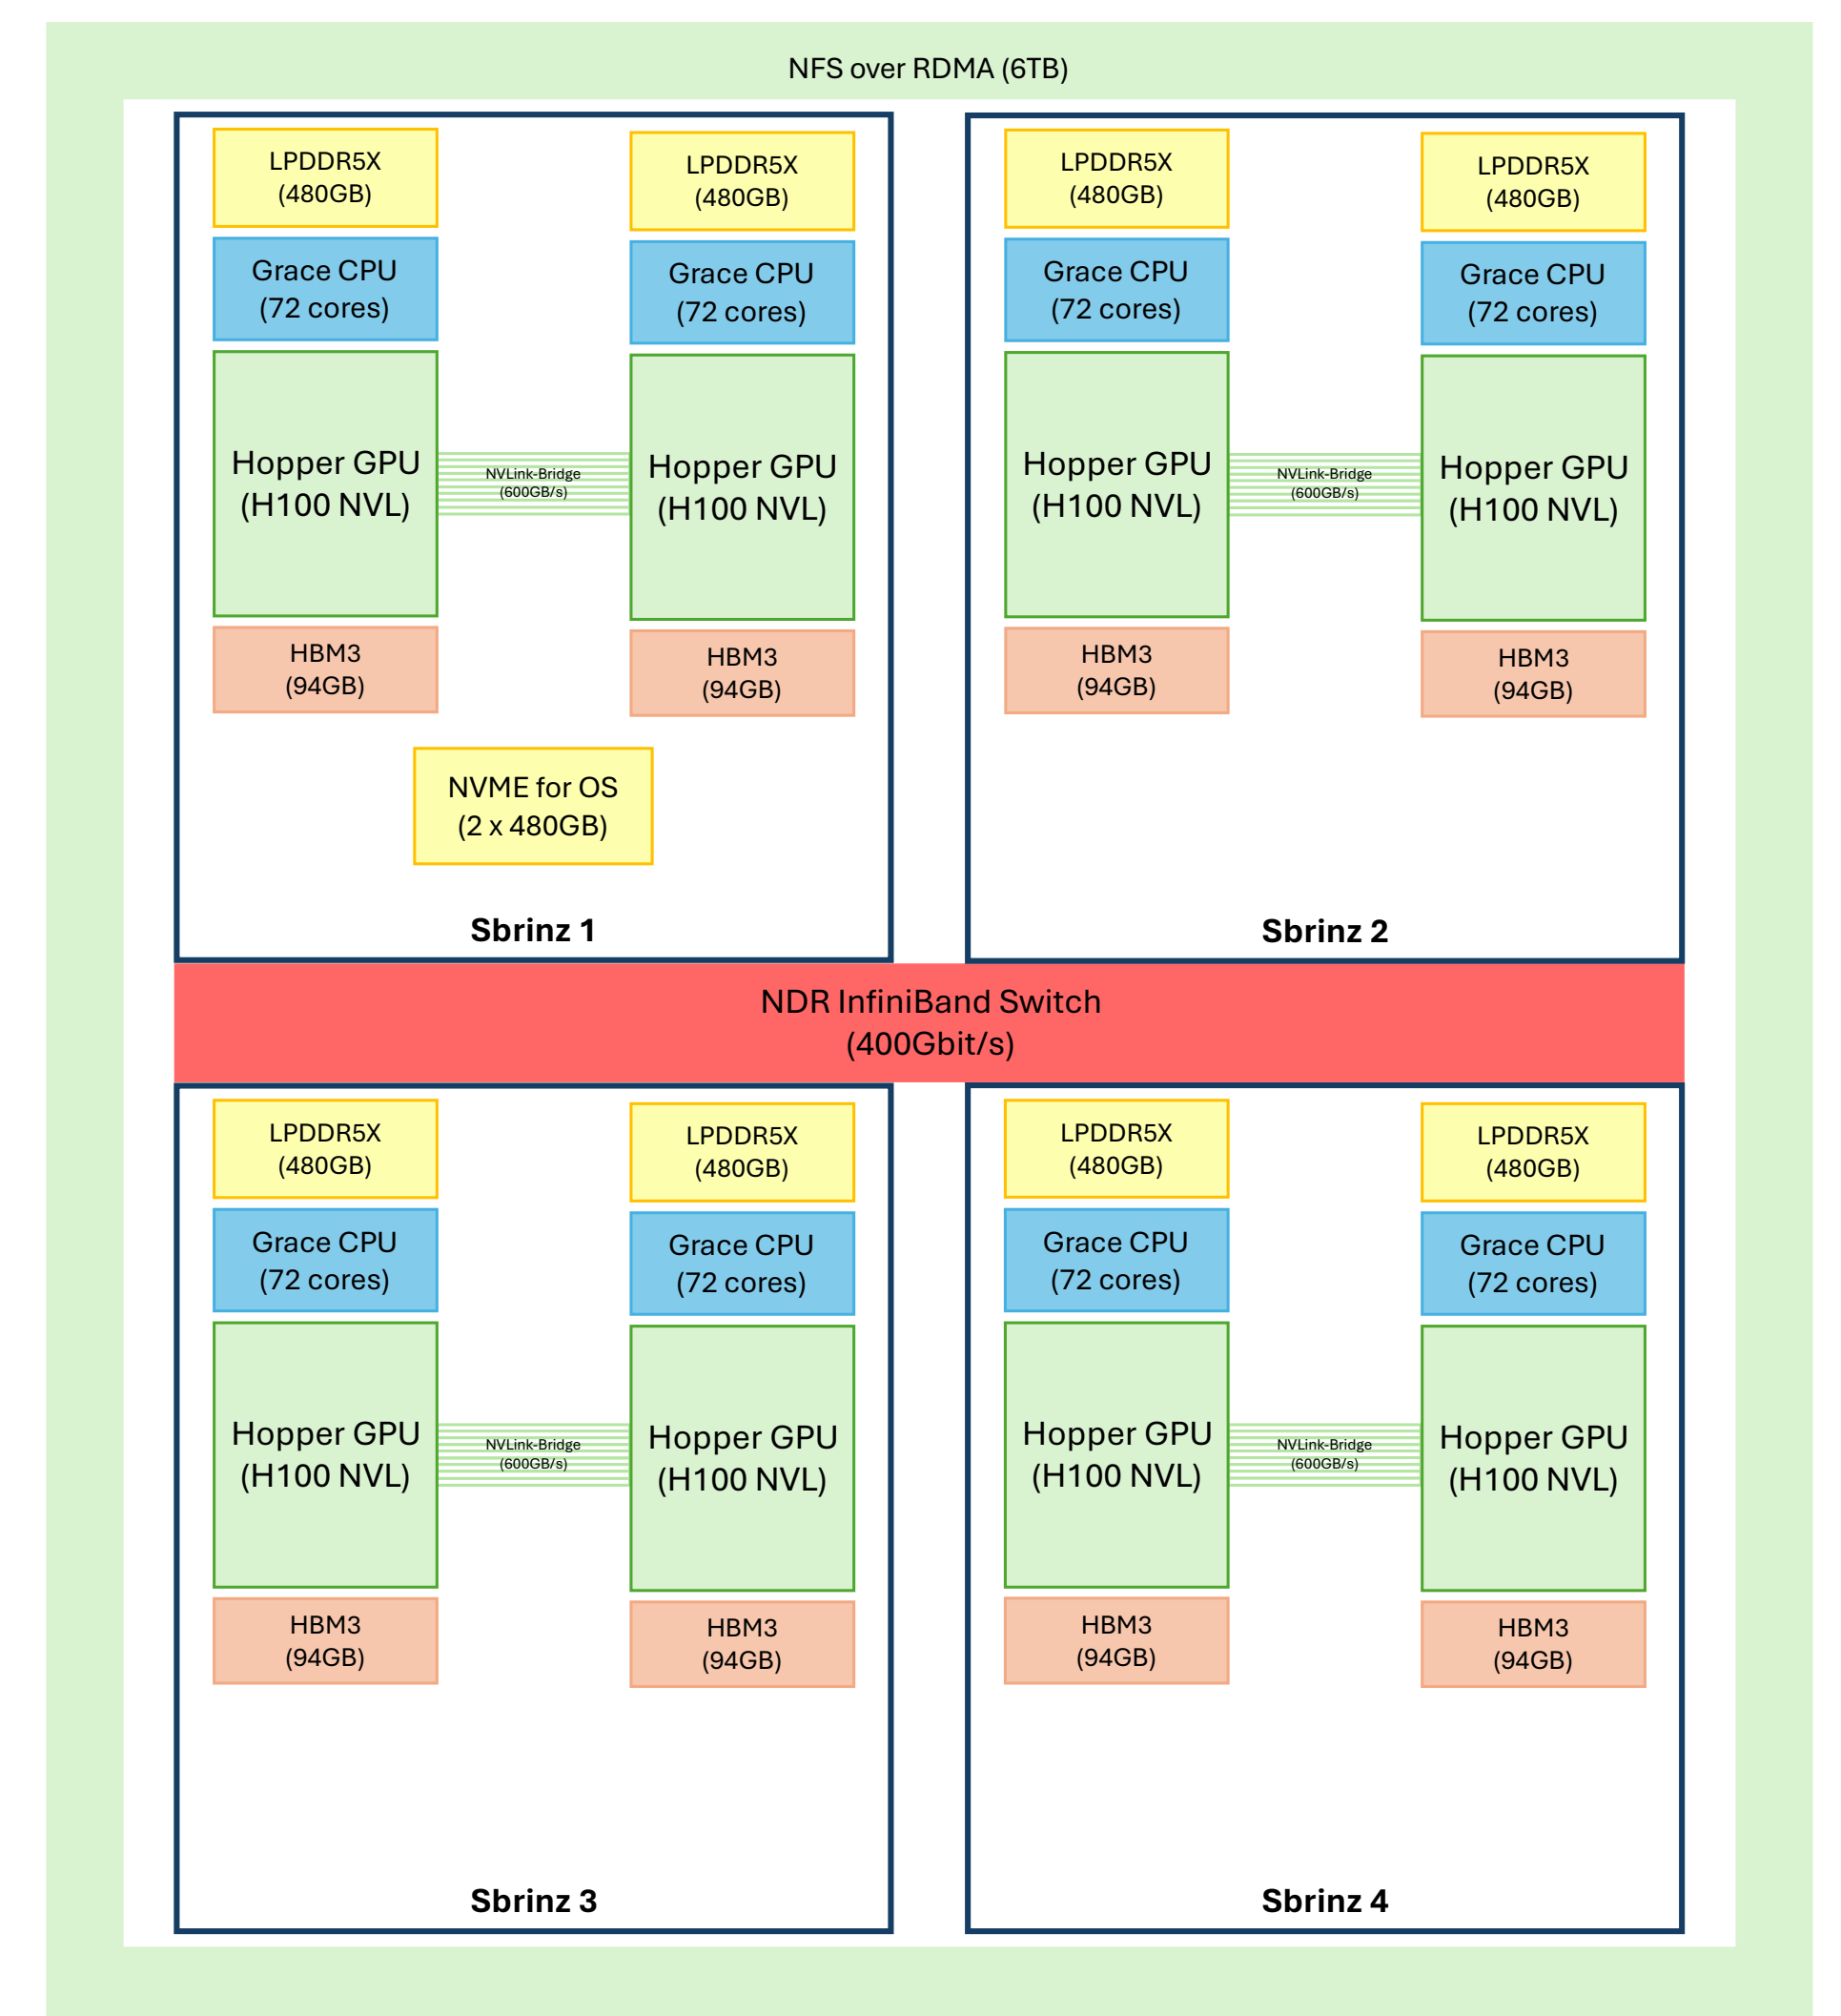 NFS over RDMA (6TB)
LPDDR5X
(480GB)
Grace CPU
(72 cores)
Hopper GPU
(H100 NVL)
HBM3
(94GB)
NVLink-Bridge
(600GB/s)
LPDDR5X
(480GB)
Grace CPU
(72 cores)
Hopper GPU
(H100 NVL)
HBM3
(94GB)
NVME for OS
(2 x 480GB)
Sbrinz 1
LPDDR5X
(480GB)
Grace CPU
(72 cores)
Hopper GPU
(H100 NVL)
HBM3
(94GB)
NVLink-Bridge
(600GB/s)
LPDDR5X
(480GB)
Grace CPU
(72 cores)
Hopper GPU
(H100 NVL)
HBM3
(94GB)
Sbrinz 2
NDR InfiniBand Switch
(400Gbit/s)
LPDDR5X
(480GB)
Grace CPU
(72 cores)
Hopper GPU
(H100 NVL)
HBM3
(94GB)
NVLink-Bridge
(600GB/s)
LPDDR5X
(480GB)
Grace CPU
(72 cores)
Hopper GPU
(H100 NVL)
HBM3
(94GB)
Sbrinz 3
LPDDR5X
(480GB)
Grace CPU
(72 cores)
Hopper GPU
(H100 NVL)
HBM3
(94GB)
NVLink-Bridge
(600GB/s)
LPDDR5X
(480GB)
Grace CPU
(72 cores)
Hopper GPU
(H100 NVL)
HBM3
(94GB)
Sbrinz 4